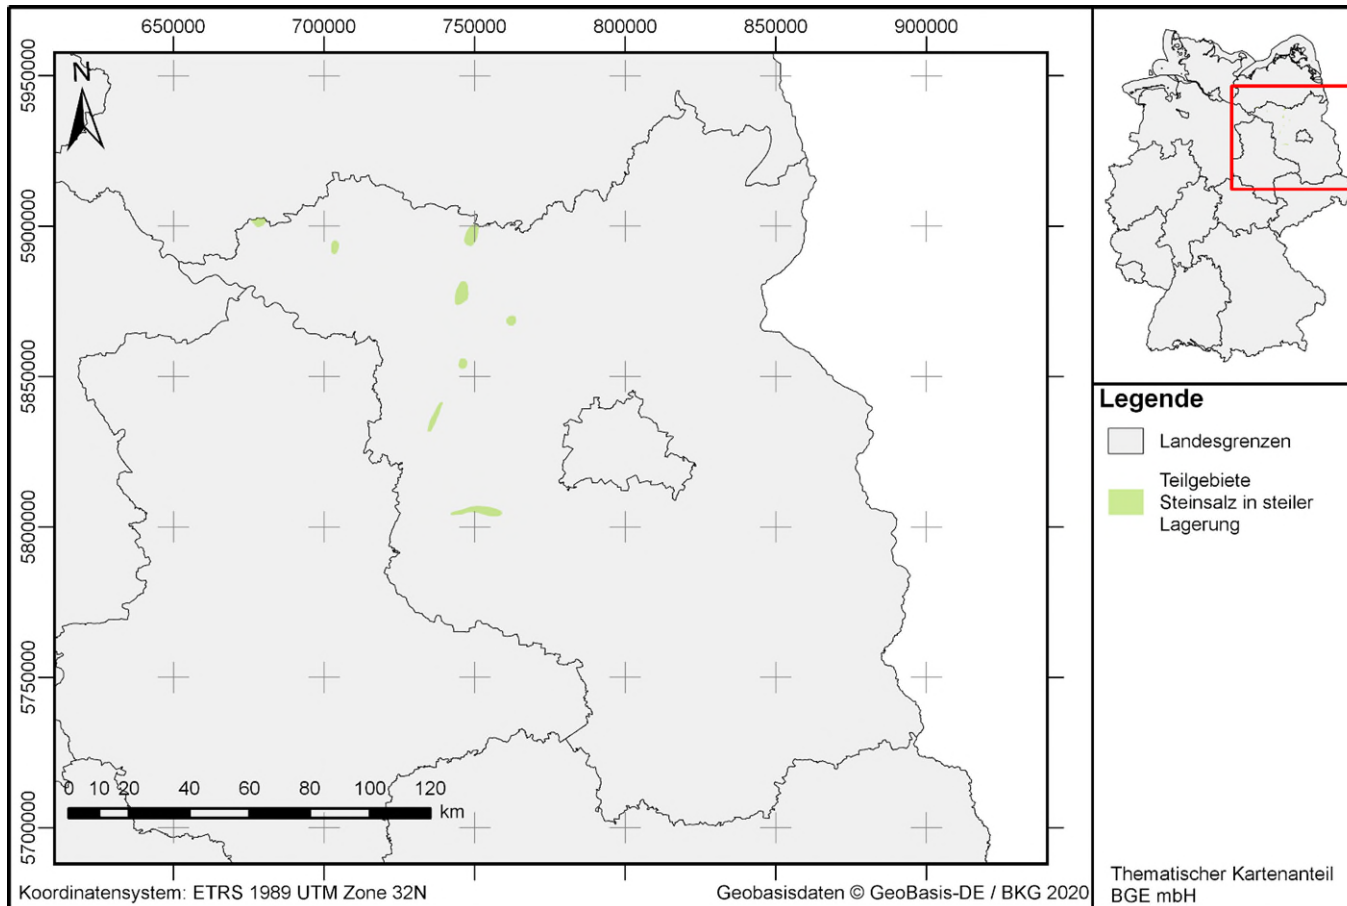 650000 700000 750000 800000 850000 900000
N
5950000
5900000
5850000
5800000
5750000
5700000
0 10 20 40 60 80 100 120
km
Koordinatensystem: ETRS 1989 UTM Zone 32N
Geobasisdaten © GeoBasis-DE / BKG 2020
Legende
Landesgrenzen
Teilgebiete
Steinsalz in steiler
Lagerung
Thematischer Kartenanteil
BGE mbH